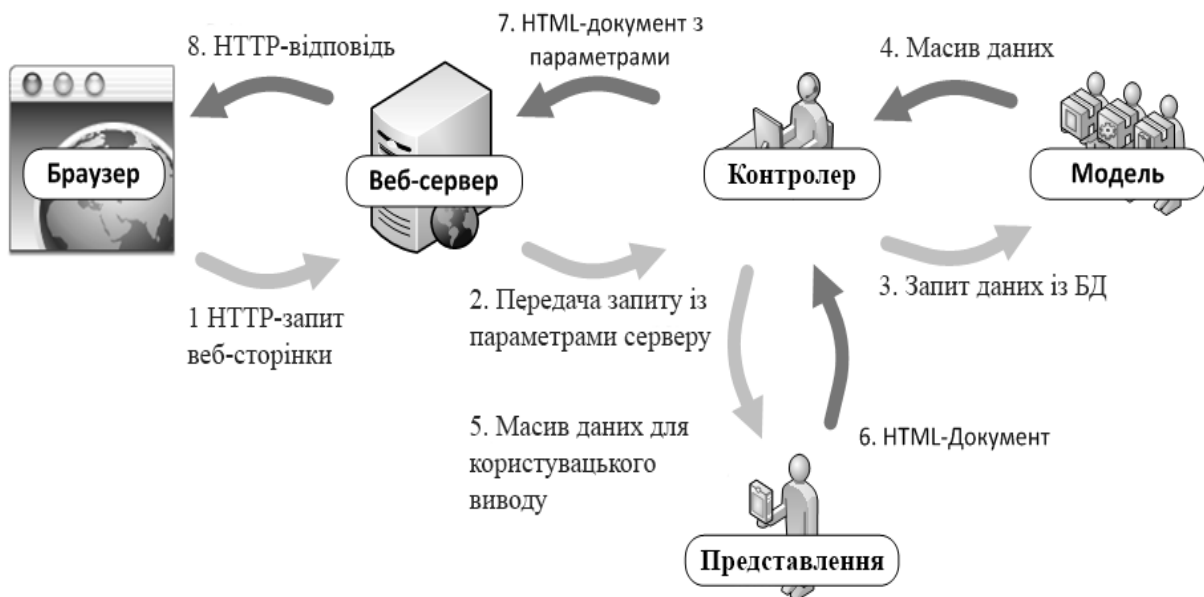 8. HTTP-відповідь
7. HTML-документ з
параметрами
4. Масив даних
Браузер
Веб-сервер
Контролер
Модель
1 HTTP-запит
веб-сторінки
2. Передача запиту із
параметрами серверу
3. Запит даних із БД
5. Масив даних для
користувацького
виводу
6. HTML-Документ
Представлення